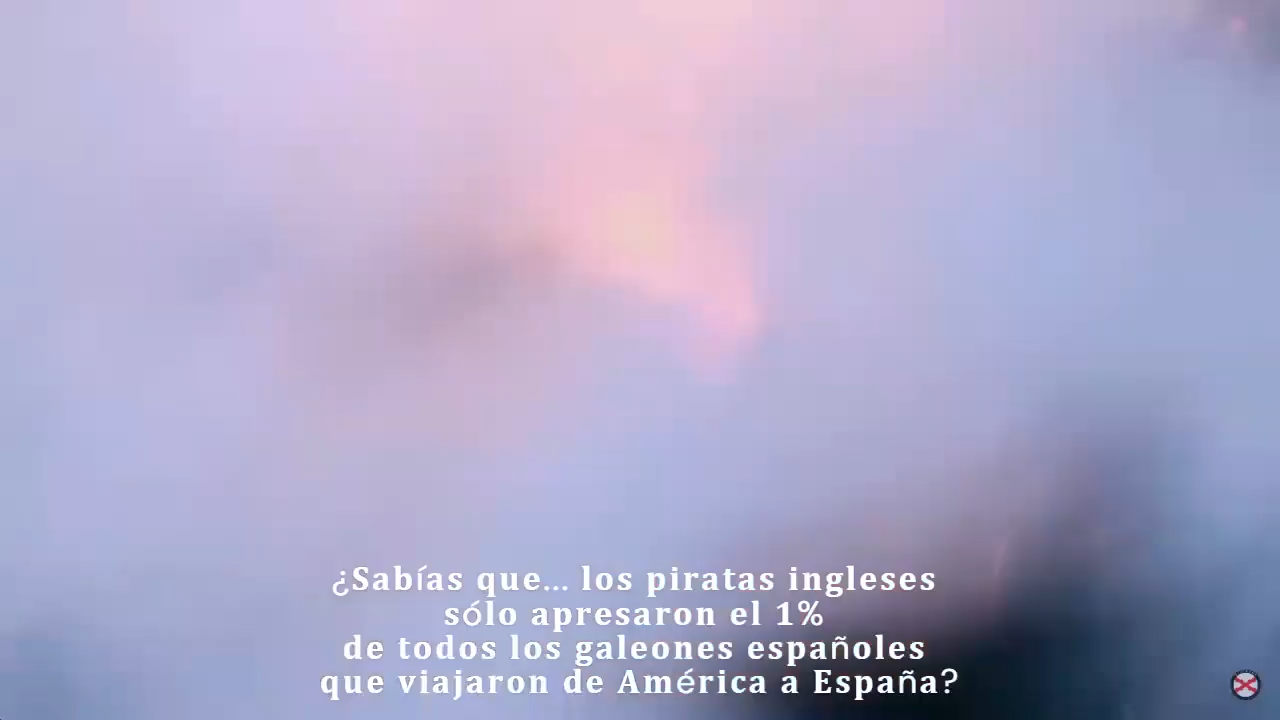 ¿Sabías que... los piratas ingleses
sólo apresaron el 1%
de todos los galeones españoles
que viajaron de América a España?